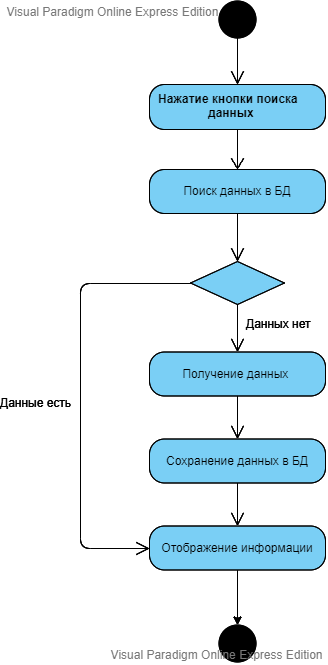 Visual Paradigm Online Express Edition
Нажатие кнопки поиска
данных
Поиск данных в БД
Данных нет
Получение данных
Данные есть
Сохранение данных в БД
Отображение информации
Visual Paradigm Online Express Edition